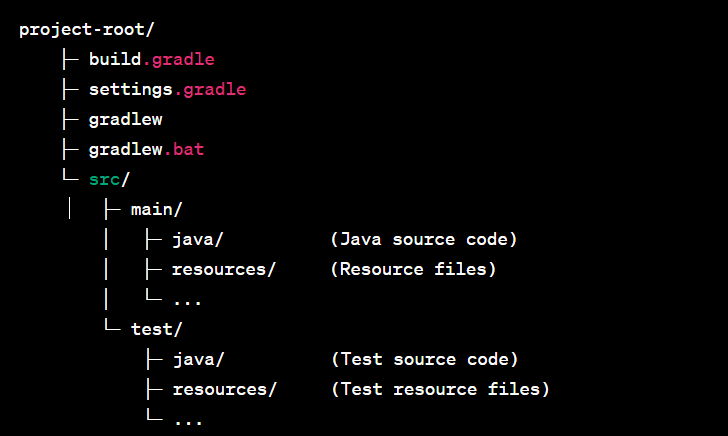 project-root/
├─ build.gradle
├─ settings.gradle
├─ gradlew
├─ gradlew.bat
└─ src/
│ ├─ main/
│ ├─ java/ (Java source code)
│ ├─ resources/ (Resource files)
│ └─ ...
└─ test/
├─ java/ (Test source code)
├─ resources/ (Test resource files)
└─ ...